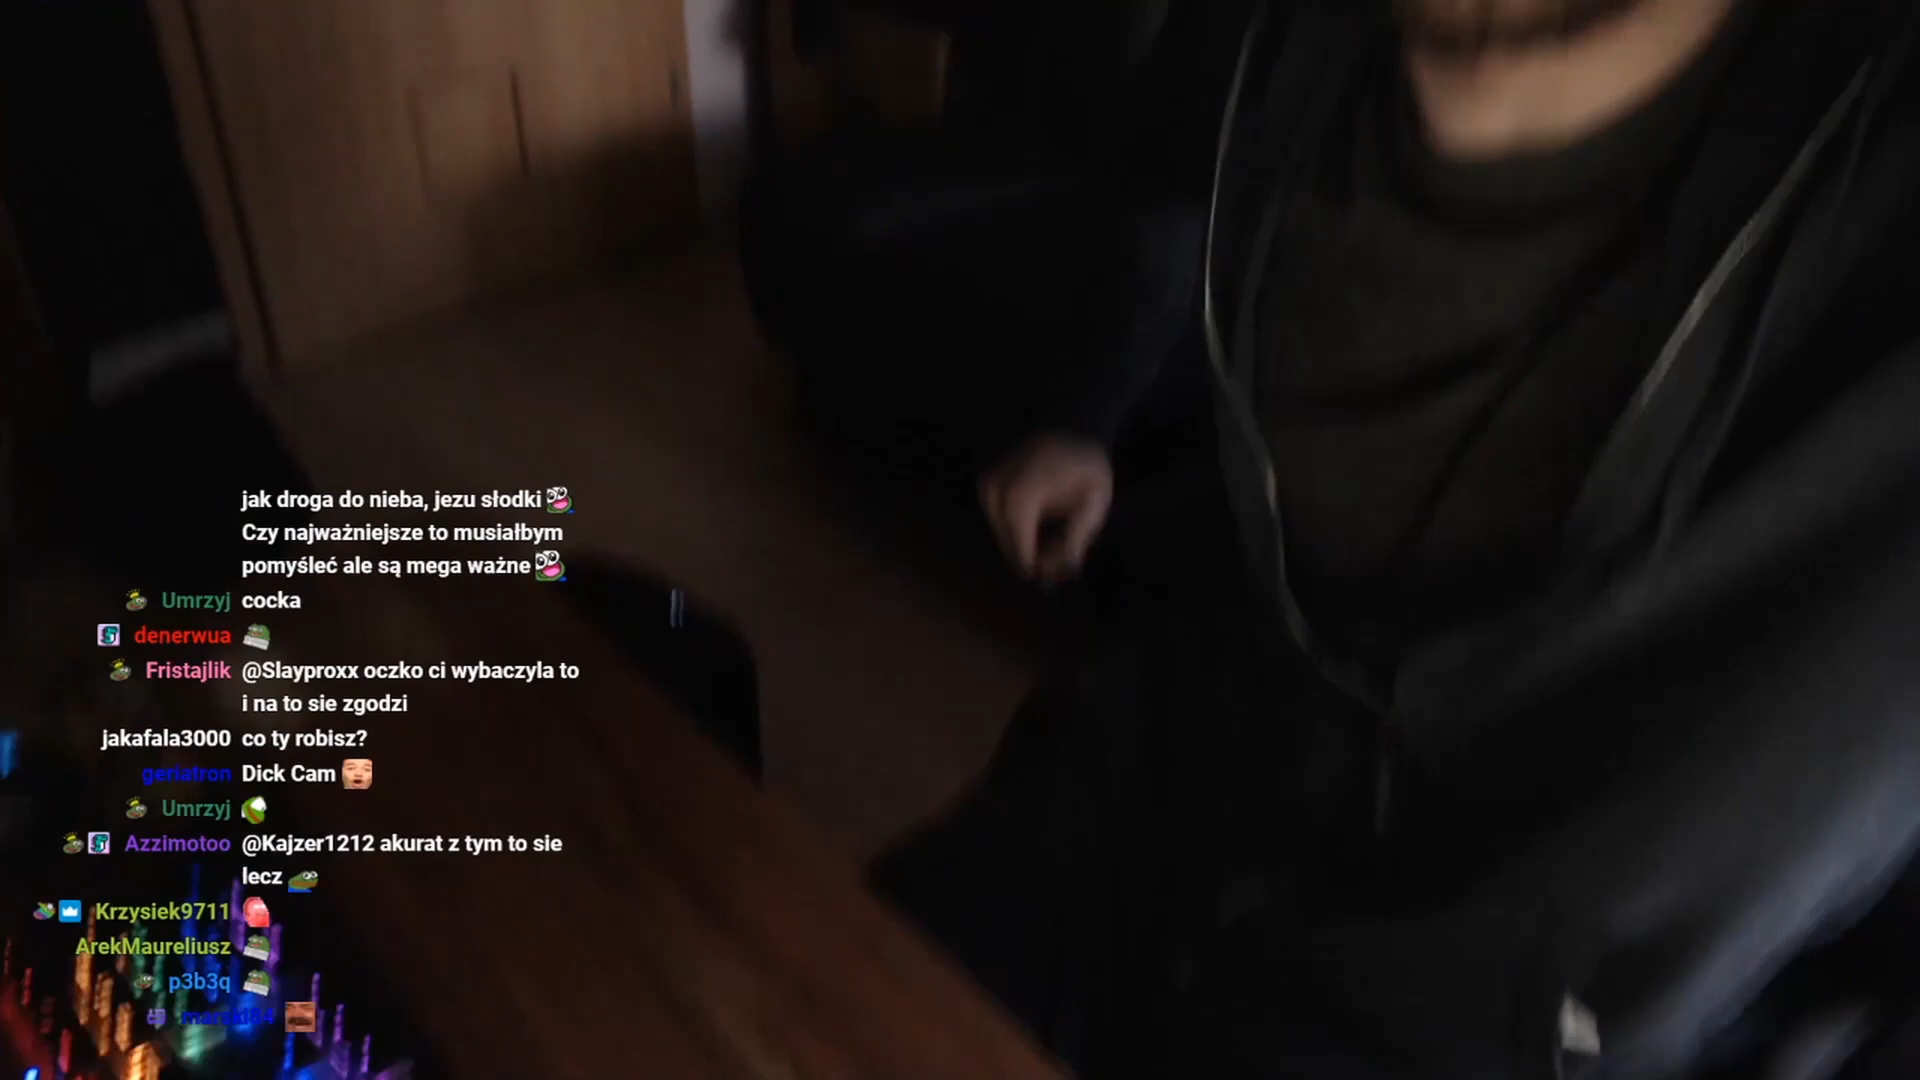 jak droga do nieba, jezu słodki
Czy najważniejsze to musiałbym
pomyśleć ale są mega ważne
Umrzyj cocka
denerwua
Fristajlik @Slayproxx oczko ci wybaczyla to
i na to sie zgodzi
jakafala3000 co ty robisz?
geriatron Dick Cam
Umrzyj
Azzimotoo @Kajzer1212 akurat z tym to sie
lecz
Krzysiek9711
ArekMaureliusz
p3b3q